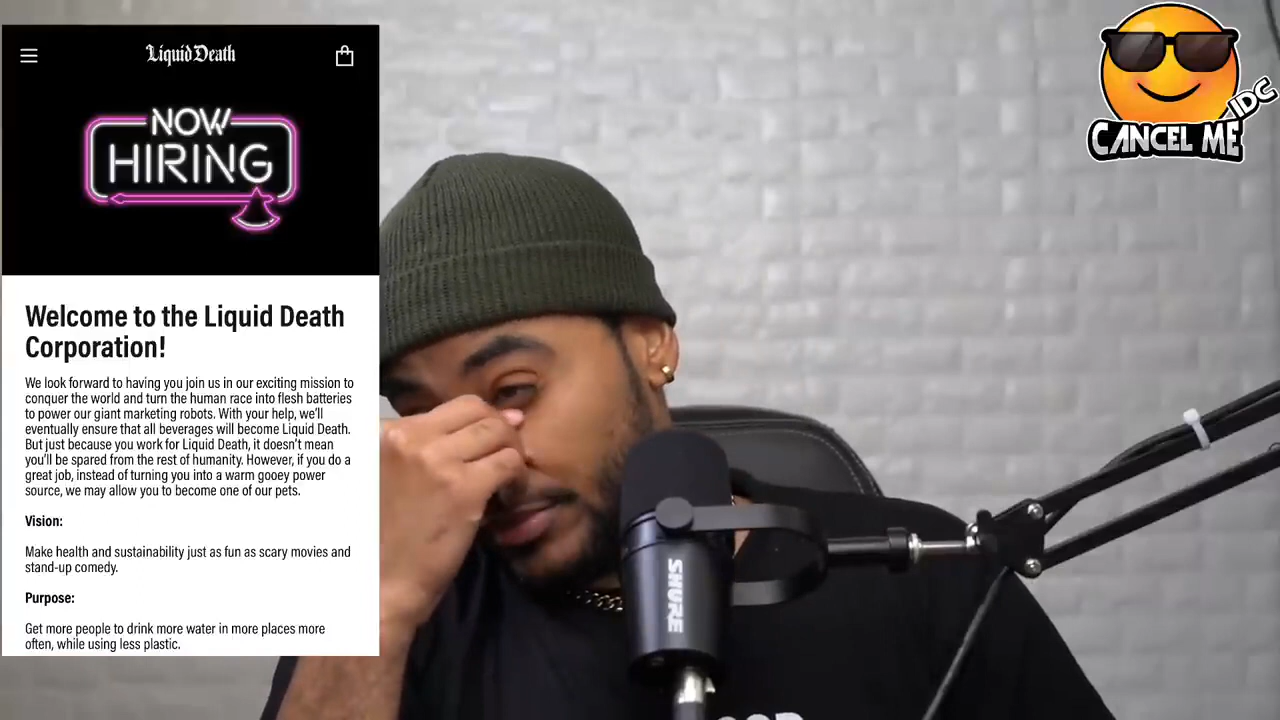 Liquid Death
NOW
HIRING
Welcome to the Liquid Death
Corporation!
We look forward to having you join us in our exciting mission to
conquer the world and turn the human race into flesh batteries
to power our giant marketing robots. With your help, we'll
eventually ensure that all beverages will become Liquid Death.
But just because you work for Liquid Death, it doesn't mean
you'll be spared from the rest of humanity. However, if you do a
great job, instead of turning you into a warm gooey power
source, we may allow you to become one of our pets.
Vision:
Make health and sustainability just as fun as scary movies and
stand-up comedy.
Purpose:
Get more people to drink more water in more places more
often, while using less plastic.
CANCEL ME
IDC
SHURE